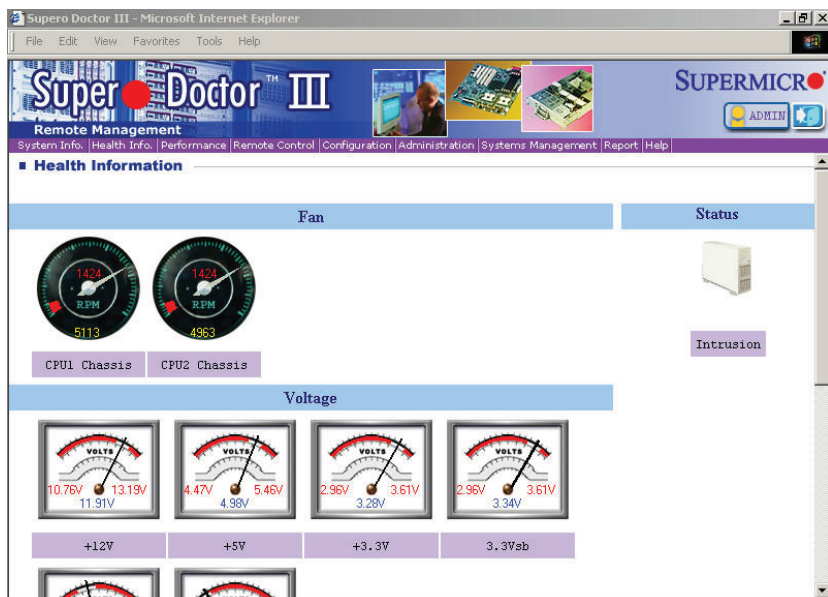 Supero Doctor III - Microsoft Internet Explorer
File Edit View Favorites Tools Help
Super Doctor™ III
SUPERMICRO
Remote Management
ADMIN
System Info. Health Info. Performance Remote Control Configuration Administration Systems Management Report Help
Health Information
Fan
Status
1424
RPM
5113
1424
RPM
4963
CPU1 Chassis
CPU2 Chassis
Intrusion
Voltage
VOLTS
10.76V 13.19V
11.91V
VOLTS
4.47V 5.46V
4.98V
VOLTS
2.96V 3.61V
3.28V
VOLTS
2.96V 3.61V
3.34V
+12V
+5V
+3.3V
3.3Vsb